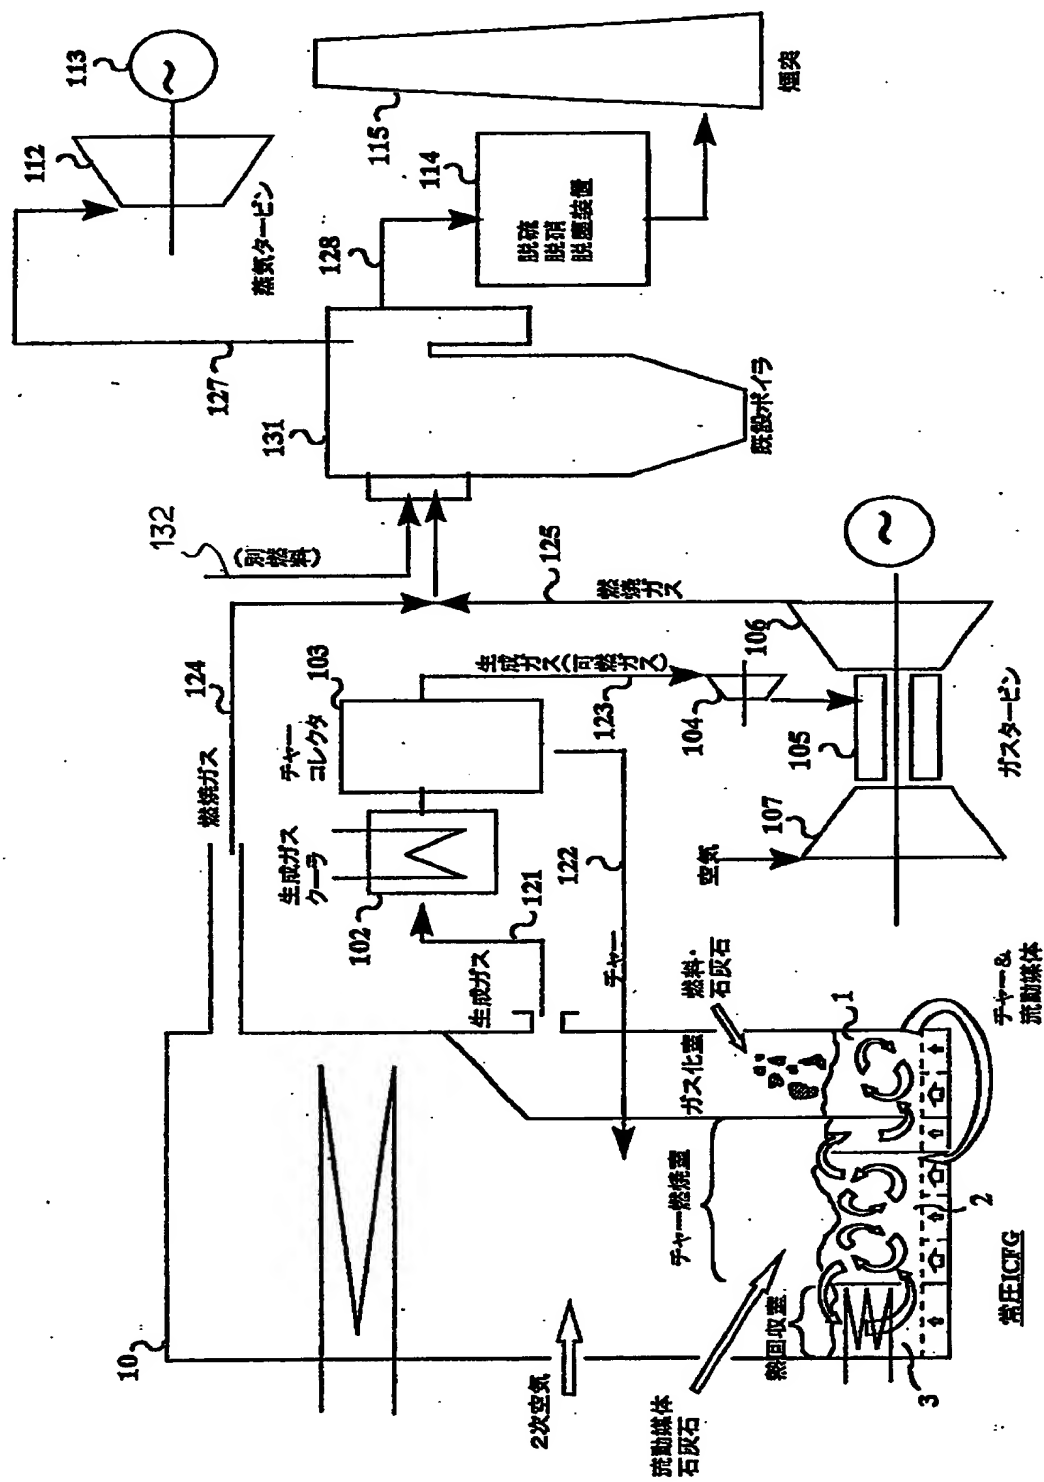 113
112
蒸気タービン
127
131
128
114
脱硫
脱硝
脱塵装置
115
煙突
既設ボイラ
132
(別
燃料)
124
燃焼ガス
125
燃焼
ガス
103
チャー
コレクタ
生成ガス
クーラ
102
121
生成ガス
生成ガス(可燃ガス)
123
104
106
105
107
空気
ガスタービン
122
チャー
10
ガス化室
燃料・
石灰石
1
チャー&
流動媒体
チャー燃焼室
熱回収室
2
3
常圧ICFG
2次空気
流動媒体
石灰石